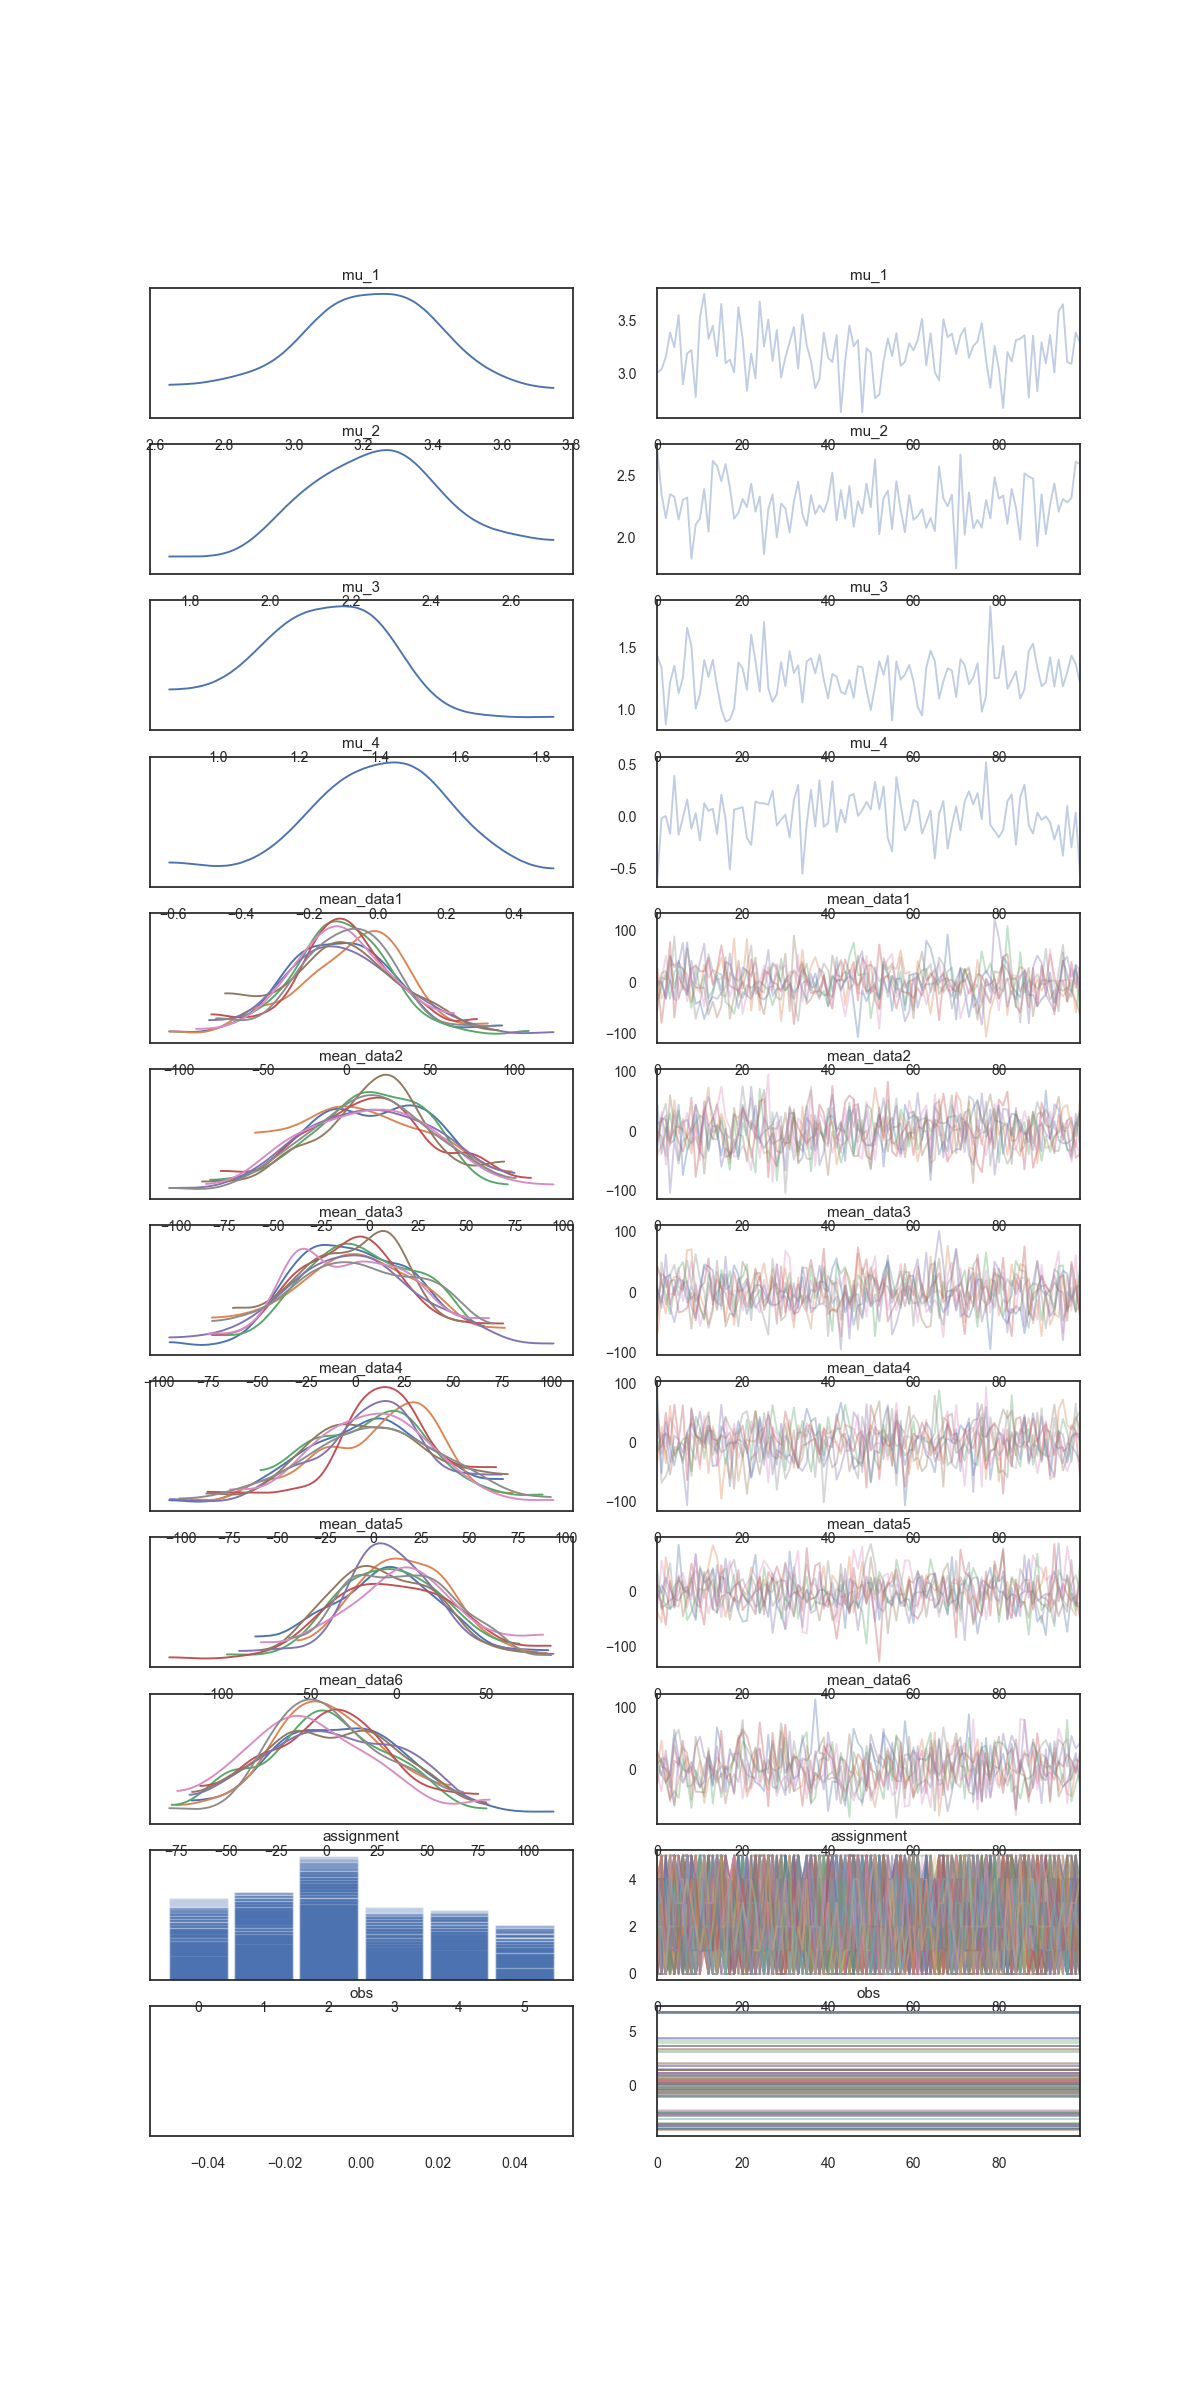 mu_1 mu_1
3.5
3.0
2.6 2.8 3.0 3.2 3.4 3.6 3.8 0 20 40 60 80
mu_2 mu_2
2.5
2.0
1.8 2.0 2.2 2.4 2.6 0 20 40 60 80
mu_3 mu_3
1.5
1.0
1.0 1.2 1.4 1.6 1.8 0 20 40 60 80
mu_4 mu_4
0.5
0.0
−0.5
−0.6 −0.4 −0.2 0.0 0.2 0.4 0 20 40 60 80
mean_data1 mean_data1
100
0
−100
−100 −50 0 50 100 0 20 40 60 80
mean_data2 mean_data2
100
0
−100
−100 −75 −50 −25 0 25 50 75 100 0 20 40 60 80
mean_data3 mean_data3
100
0
−100
−100 −75 −50 −25 0 25 50 75 100 0 20 40 60 80
mean_data4 mean_data4
100
0
−100
−100 −75 −50 −25 0 25 50 75 100 0 20 40 60 80
mean_data5 mean_data5
0
−100
−100 −50 0 50 0 20 40 60 80
mean_data6 mean_data6
100
0
−75 −50 −25 0 25 50 75 100 0 20 40 60 80
assignment assignment
4
2
0
0 1 2 3 4 5 0 20 40 60 80
obs obs
5
0
−0.04 −0.02 0.00 0.02 0.04 0 20 40 60 80